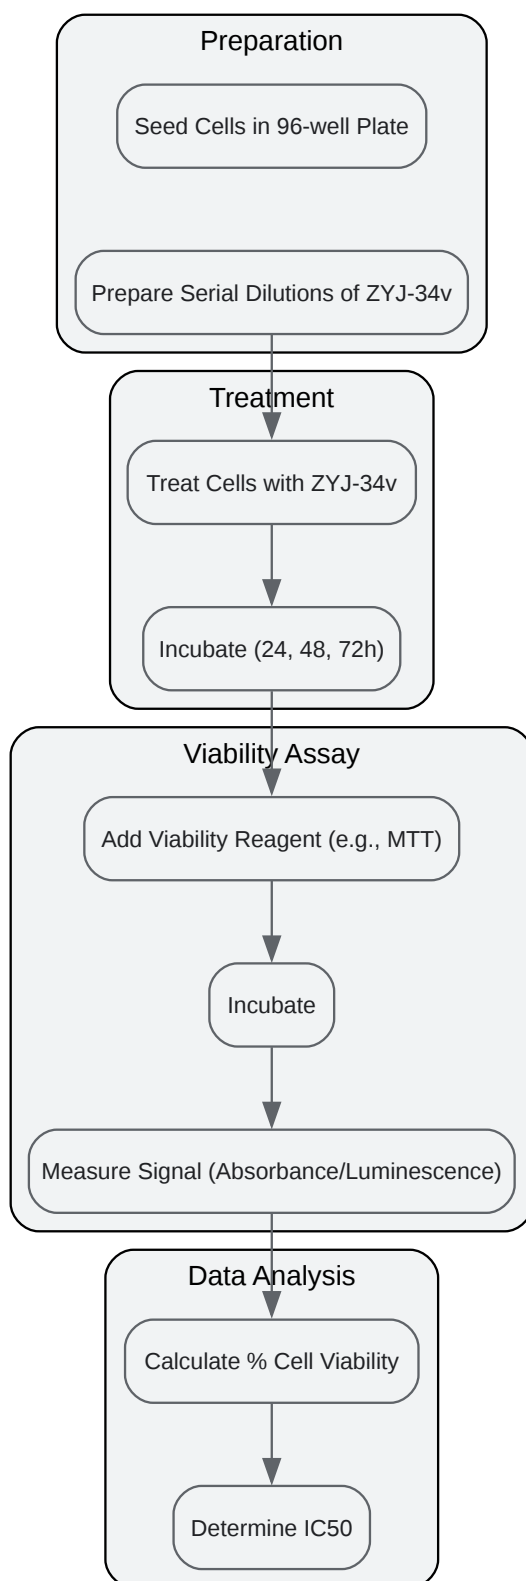 Preparation
Seed Cells in 96-well Plate
Prepare Serial Dilutions of ZYJ-34v
Treatment
Treat Cells with ZYJ-34v
Incubate (24, 48, 72h)
Viability Assay
Add Viability Reagent (e.g., MTT)
Incubate
Measure Signal (Absorbance/Luminescence)
Data Analysis
Calculate % Cell Viability
Determine IC50